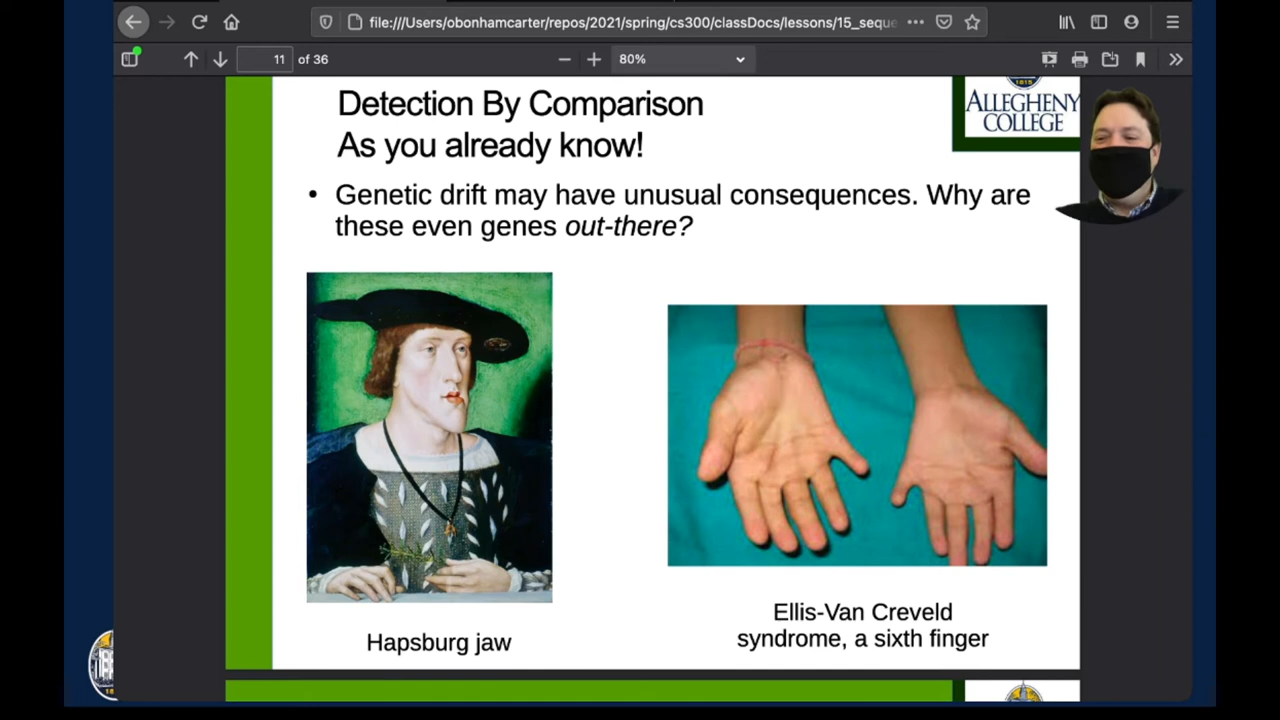 file:///Users/obonhamcarter/repos/2021/spring/cs300/classDocs/lessons/15_seque
11 of 36
80%
Detection By Comparison
As you already know!
1815
ALLEGHENY
COLLEGE
• Genetic drift may have unusual consequences. Why are
these even genes out-there?
Hapsburg jaw
Ellis-Van Creveld
syndrome, a sixth finger